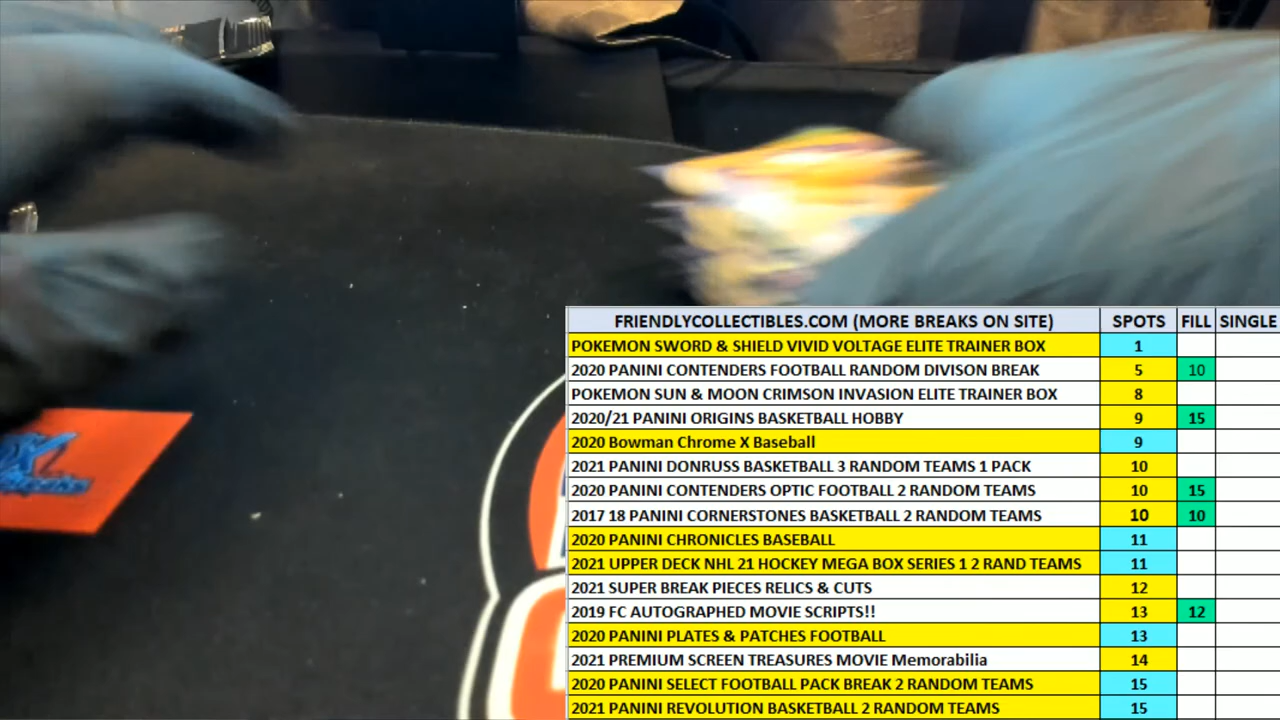 FRIENDLYCOLLECTIBLES.COM (MORE BREAKS ON SITE) SPOTS FILL SINGLE
POKEMON SWORD & SHIELD VIVID VOLTAGE ELITE TRAINER BOX 1
2020 PANINI CONTENDERS FOOTBALL RANDOM DIVISON BREAK 5 10
POKEMON SUN & MOON CRIMSON INVASION ELITE TRAINER BOX 8
2020/21 PANINI ORIGINS BASKETBALL HOBBY 9 15
2020 Bowman Chrome X Baseball 9
2021 PANINI DONRUSS BASKETBALL 3 RANDOM TEAMS 1 PACK 10
2020 PANINI CONTENDERS OPTIC FOOTBALL 2 RANDOM TEAMS 10 15
2017 18 PANINI CORNERSTONES BASKETBALL 2 RANDOM TEAMS 10 10
2020 PANINI CHRONICLES BASEBALL 11
2021 UPPER DECK NHL 21 HOCKEY MEGA BOX SERIES 1 2 RAND TEAMS 11
2021 SUPER BREAK PIECES RELICS & CUTS 12
2019 FC AUTOGRAPHED MOVIE SCRIPTS!! 13 12
2020 PANINI PLATES & PATCHES FOOTBALL 13
2021 PREMIUM SCREEN TREASURES MOVIE Memorabilia 14
2020 PANINI SELECT FOOTBALL PACK BREAK 2 RANDOM TEAMS 15
2021 PANINI REVOLUTION BASKETBALL 2 RANDOM TEAMS 15